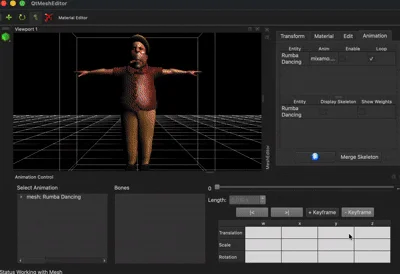 QtMeshEditor
Material Editor
Viewport 1
Transform Material Edit Animation
Entity Anim Enable Loop
Rumba Dancing mixamo....
Entity Display Skeleton Show Weights
Rumba Dancing
MeshEditor
Merge Skeleton
Animation Control
Select Animation
Bones
mesh: Rumba Dancing
0
Length:
|< >| + Keyframe - Keyframe
w x y z
Translation
Scale
Rotation
Status Working with Mesh